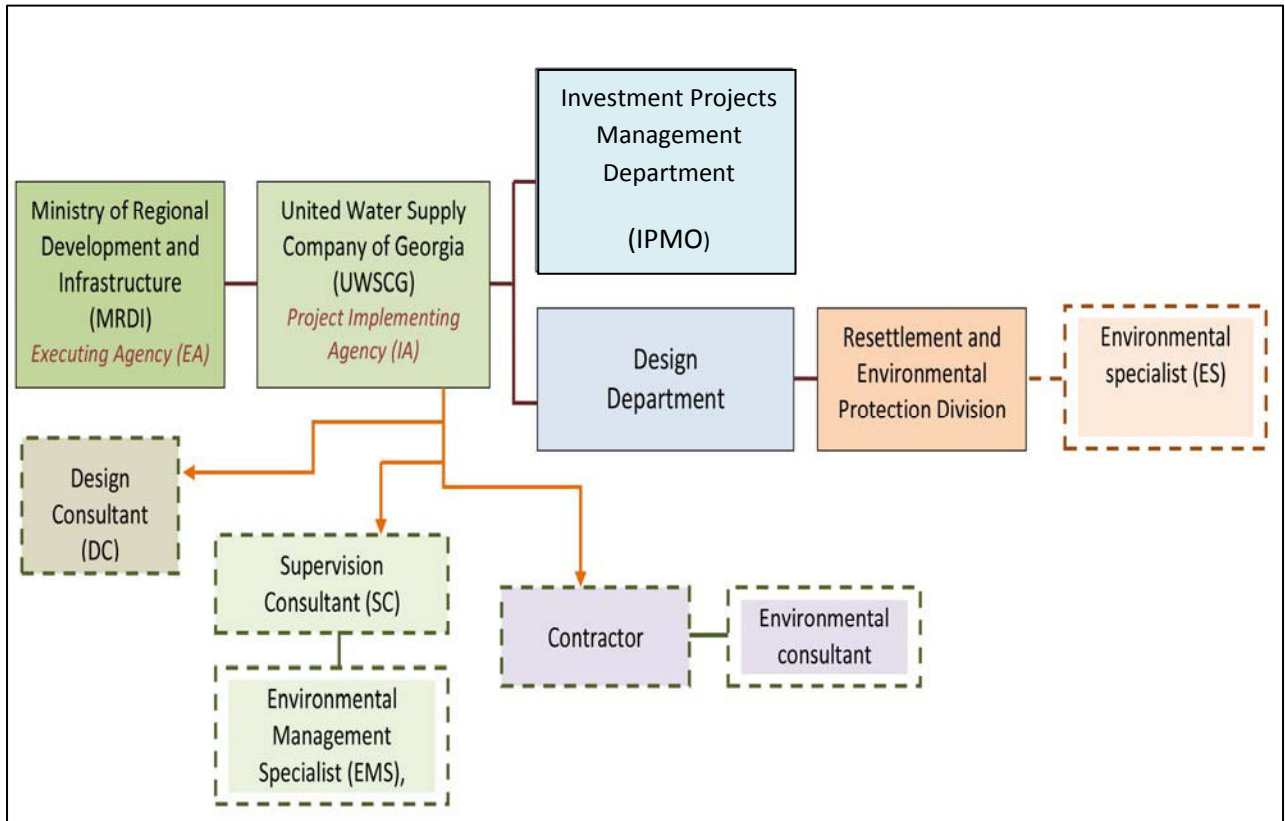 Ministry of Regional
Development and
Infrastructure
(MRDI)
Executing Agency (EA)
United Water Supply
Company of Georgia
(UWSCG)
Project Implementing
Agency (IA)
Investment Projects
Management
Department
(IPMO)
Design
Department
Resettlement and
Environmental
Protection Division
Environmental
specialist (ES)
Design
Consultant
(DC)
Supervision
Consultant (SC)
Environmental
Management
Specialist (EMS),
Contractor
Environmental
consultant